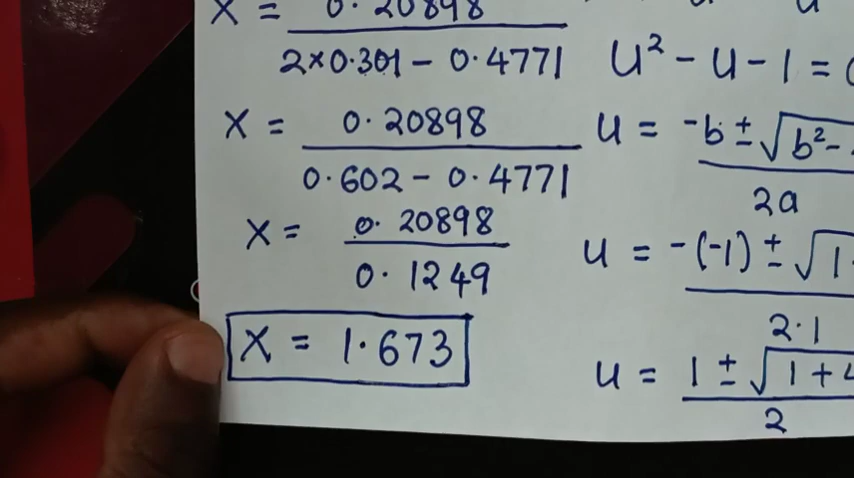 X = 0.20898
2×0.301 - 0.4771
X = 0.20898
0.602 - 0.4771
X = 0.20898
0.1249
X = 1.673
u
U² - u - 1 =
u = -b ± √b² -
2a
u = -(-1) ± √1
2·1
u = 1 ± √1 + 4
2